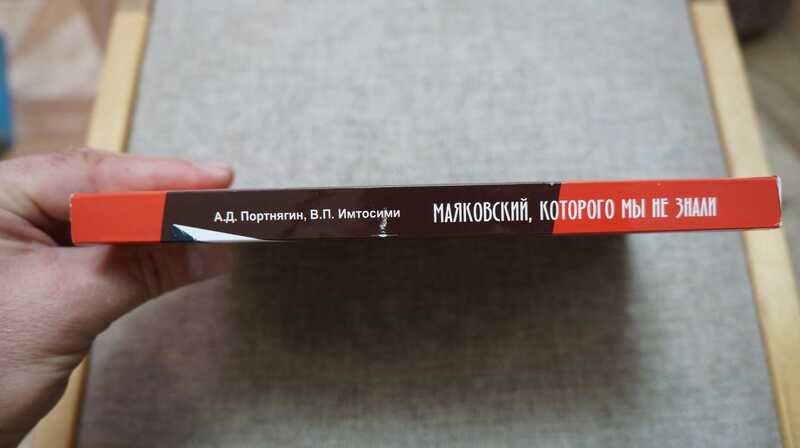 А.Д. Портнягин, В.П. Имтосими МАЯКОВСКИЙ, КОТОРОГО МЫ НЕ ЗНАЛИ